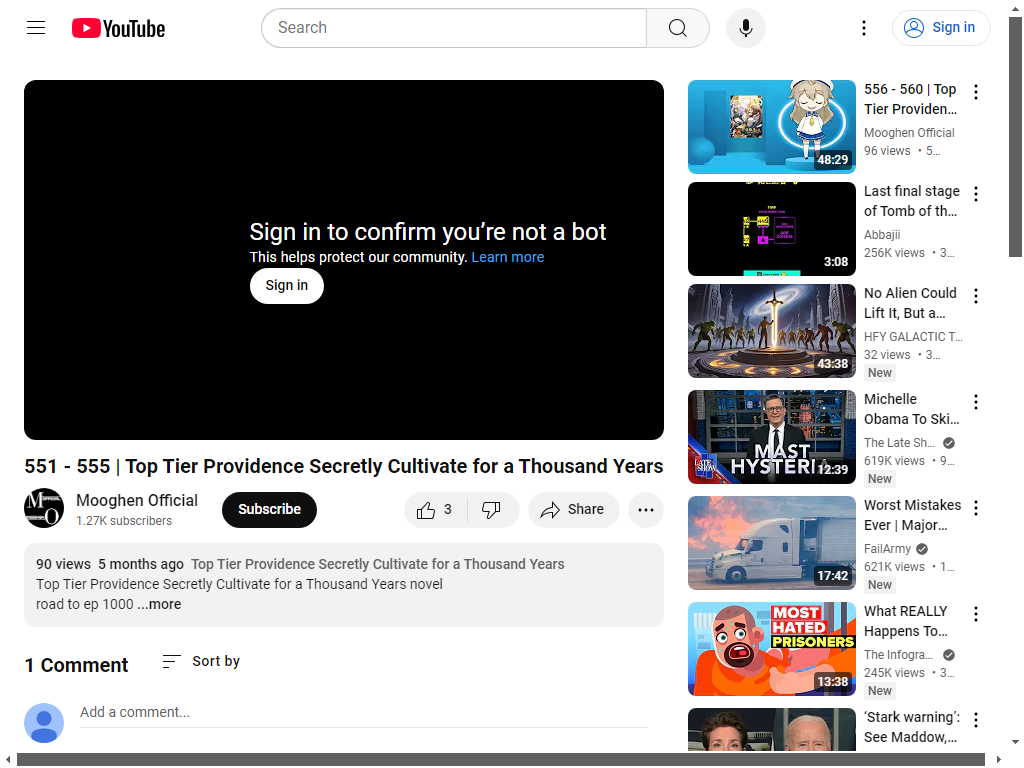 YouTube
Search
Sign in
Sign in to confirm you’re not a bot
This helps protect our community. Learn more
Sign in
551 - 555 | Top Tier Providence Secretly Cultivate for a Thousand Years
Mooghen Official
1.27K subscribers
Subscribe
3
Share
90 views 5 months ago Top Tier Providence Secretly Cultivate for a Thousand Years
Top Tier Providence Secretly Cultivate for a Thousand Years novel
road to ep 1000 ...more
1 Comment
Sort by
Add a comment...
48:29
556 - 560 | Top
Tier Providen…
Mooghen Official
96 views • 5…
3:08
Last final stage
of Tomb of th…
Abbajii
256K views • 3…
43:38
No Alien Could
Lift It, But a…
HFY GALACTIC T…
32 views • 3…
New
LATE SHOW
MAST
HYSTERI
12:39
Michelle
Obama To Ski…
The Late Sh…
619K views • 9…
New
17:42
Worst Mistakes
Ever | Major…
FailArmy
621K views • 1…
New
MOST
HATED
PRISONERS
13:38
What REALLY
Happens To…
The Infogra…
245K views • 3…
New
‘Stark warning’:
See Maddow,…